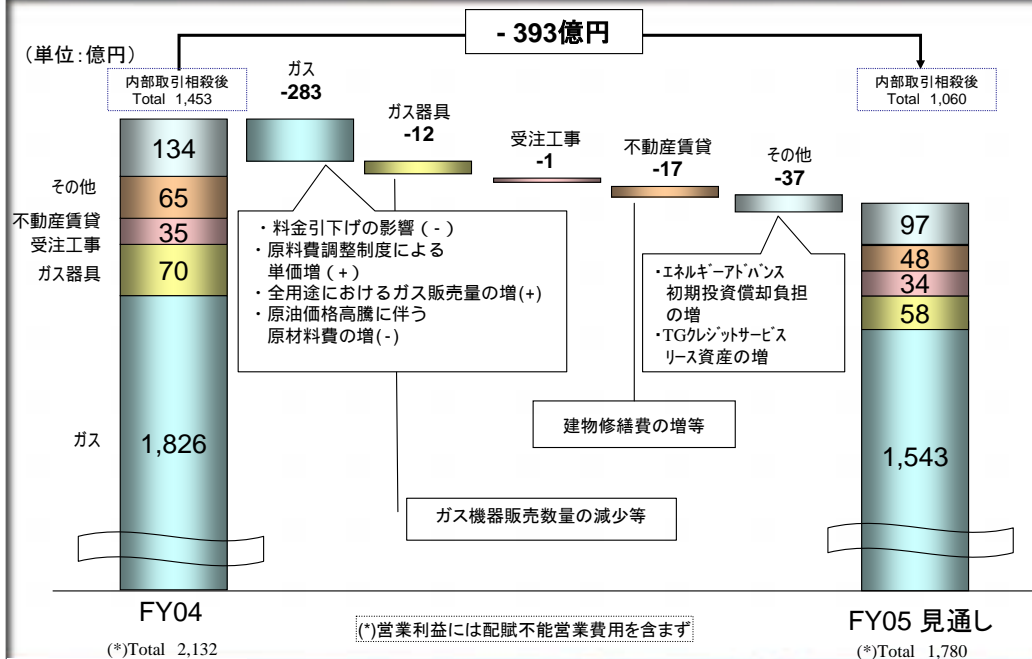 - 393億円
(単位:億円)
内部取引相殺後
Total 1,453
ガス
-283
ガス器具
-12
受注工事
-1
不動産賃貸
-17
その他
-37
内部取引相殺後
Total 1,060
134
65
35
70
1,826
その他
不動産賃貸
受注工事
ガス器具
ガス
・料金引下げの影響(-)
・原料費調整制度による
単価増(+)
・全用途におけるガス販売量の増(+)
・原油価格高騰に伴う
原材料費の増(-)
・エネルギーアドバンス
初期投資償却負担
の増
・TGクレジットサービス
リース資産の増
建物修繕費の増等
ガス機器販売数量の減少等
97
48
34
58
1,543
FY04
(*)Total 2,132
(*)営業利益には配賦不能営業費用を含まず
FY05 見通し
(*)Total 1,780